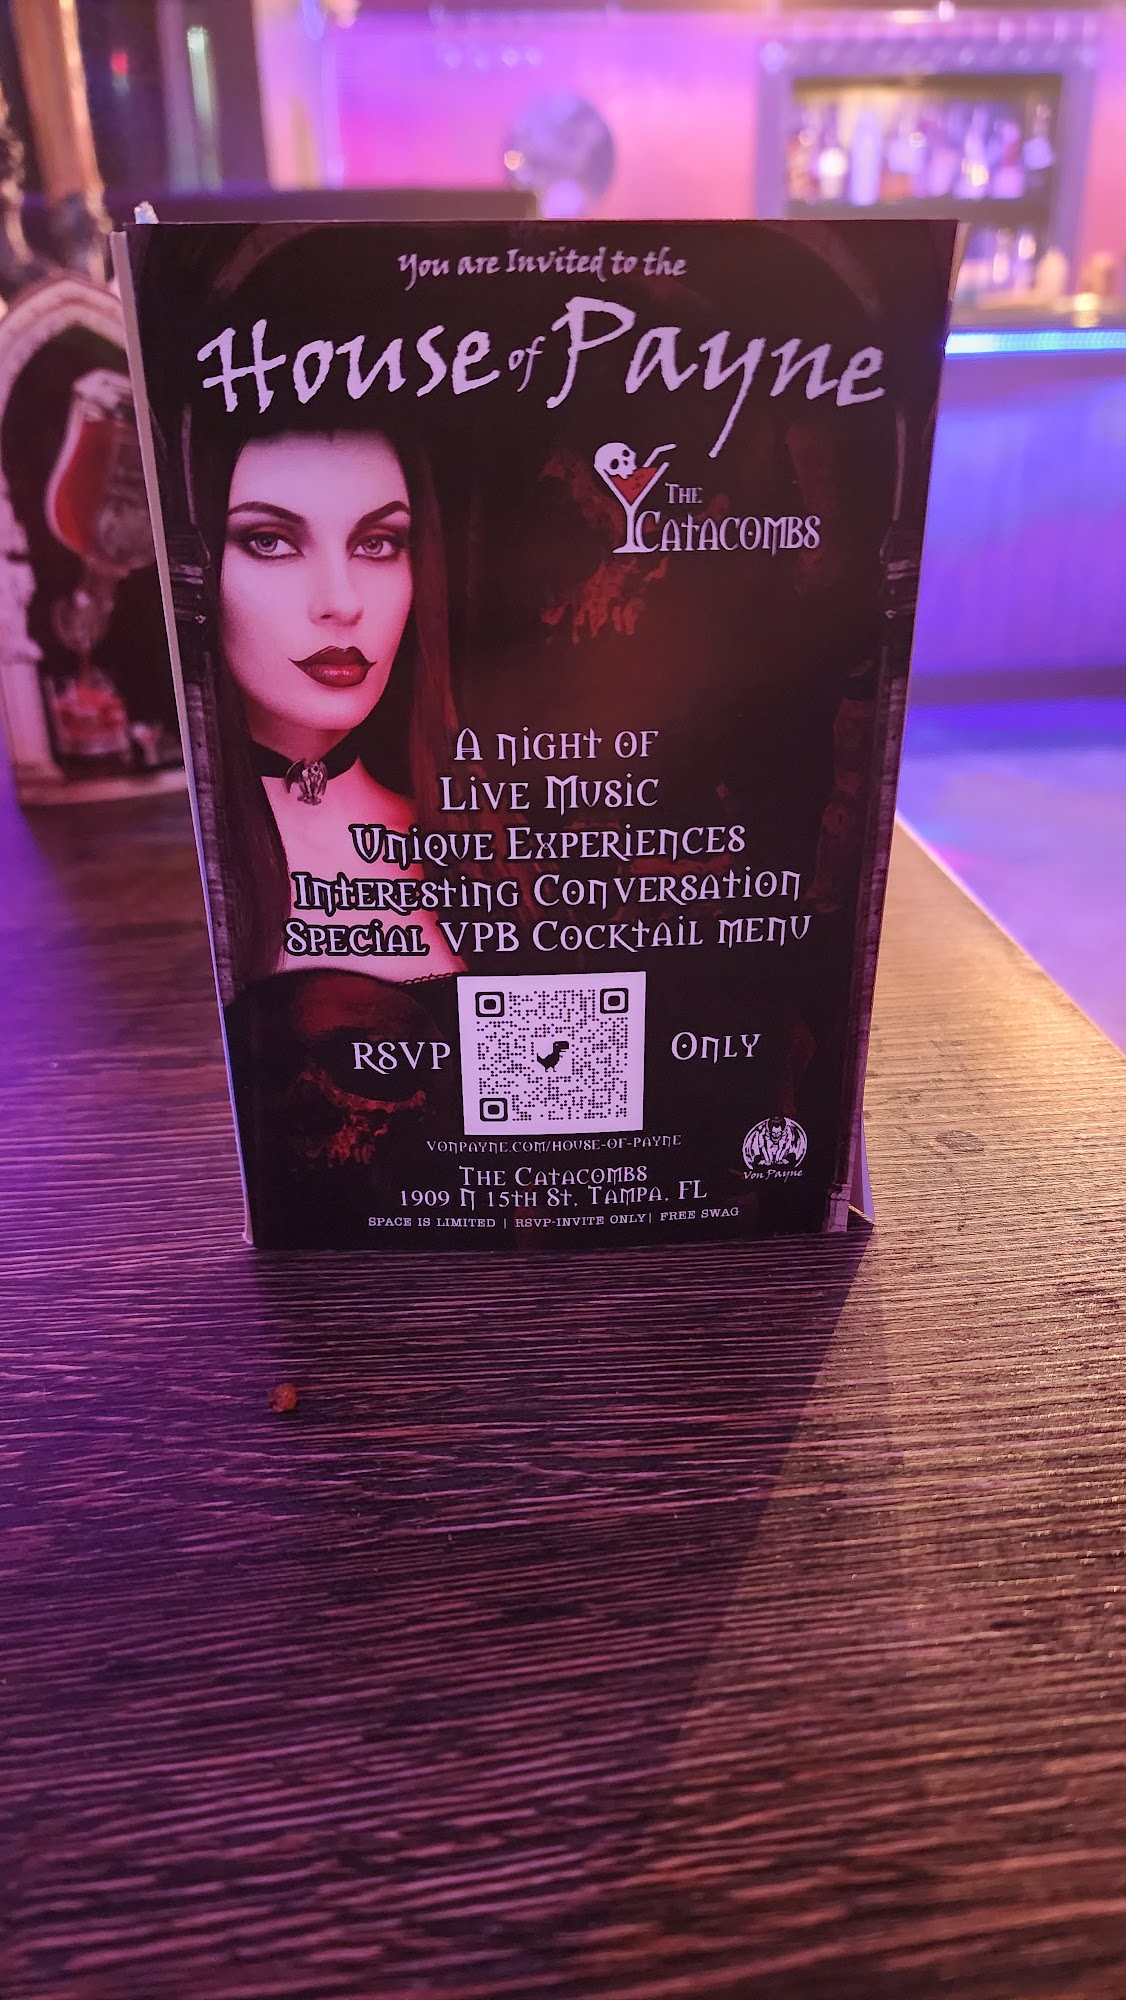 You are Invited to the
House of Payne
The
Catacombs
A night of
Live Music
Unique Experiences
Interesting Conversation
Special VPB Cocktail menu
RSVP Only
vonpayne.com/house-of-payne
Von Payne
The Catacombs
1909 N 15th St, Tampa, FL
SPACE IS LIMITED | RSVP-INVITE ONLY| FREE SWAG